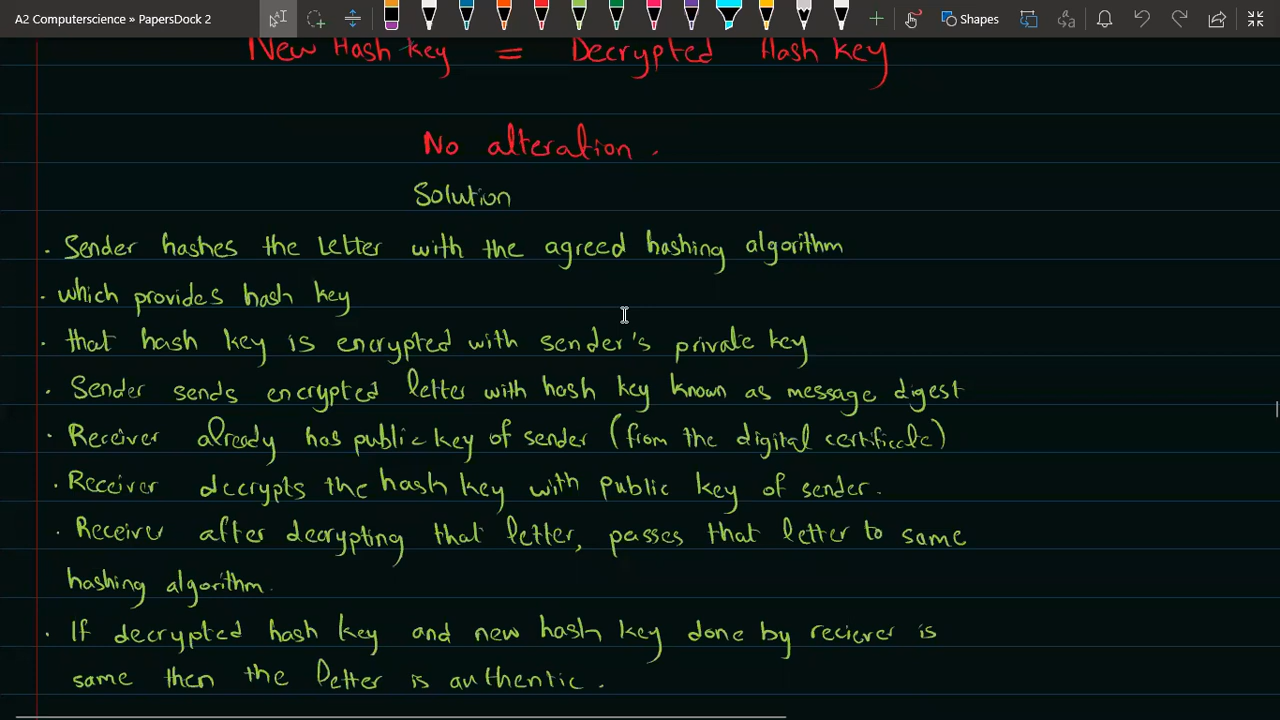 A2 Computerscience » PapersDock 2
Shapes
New Hash key = Decrypted Hash key
No alteration.
Solution
. Sender hashes the Letter with the agreed hashing algorithm
. which provides hash key
. that hash key is encrypted with sender's private key
. Sender sends encrypted letter with hash key known as message digest
. Receiver already has public key of sender (from the digital certificate)
. Receiver decrypts the hash key with public key of sender.
. Receiver after decrypting that letter, passes that letter to same
hashing algorithm.
. If decrypted hash key and new hash key done by reciever is
same then the letter is authentic.